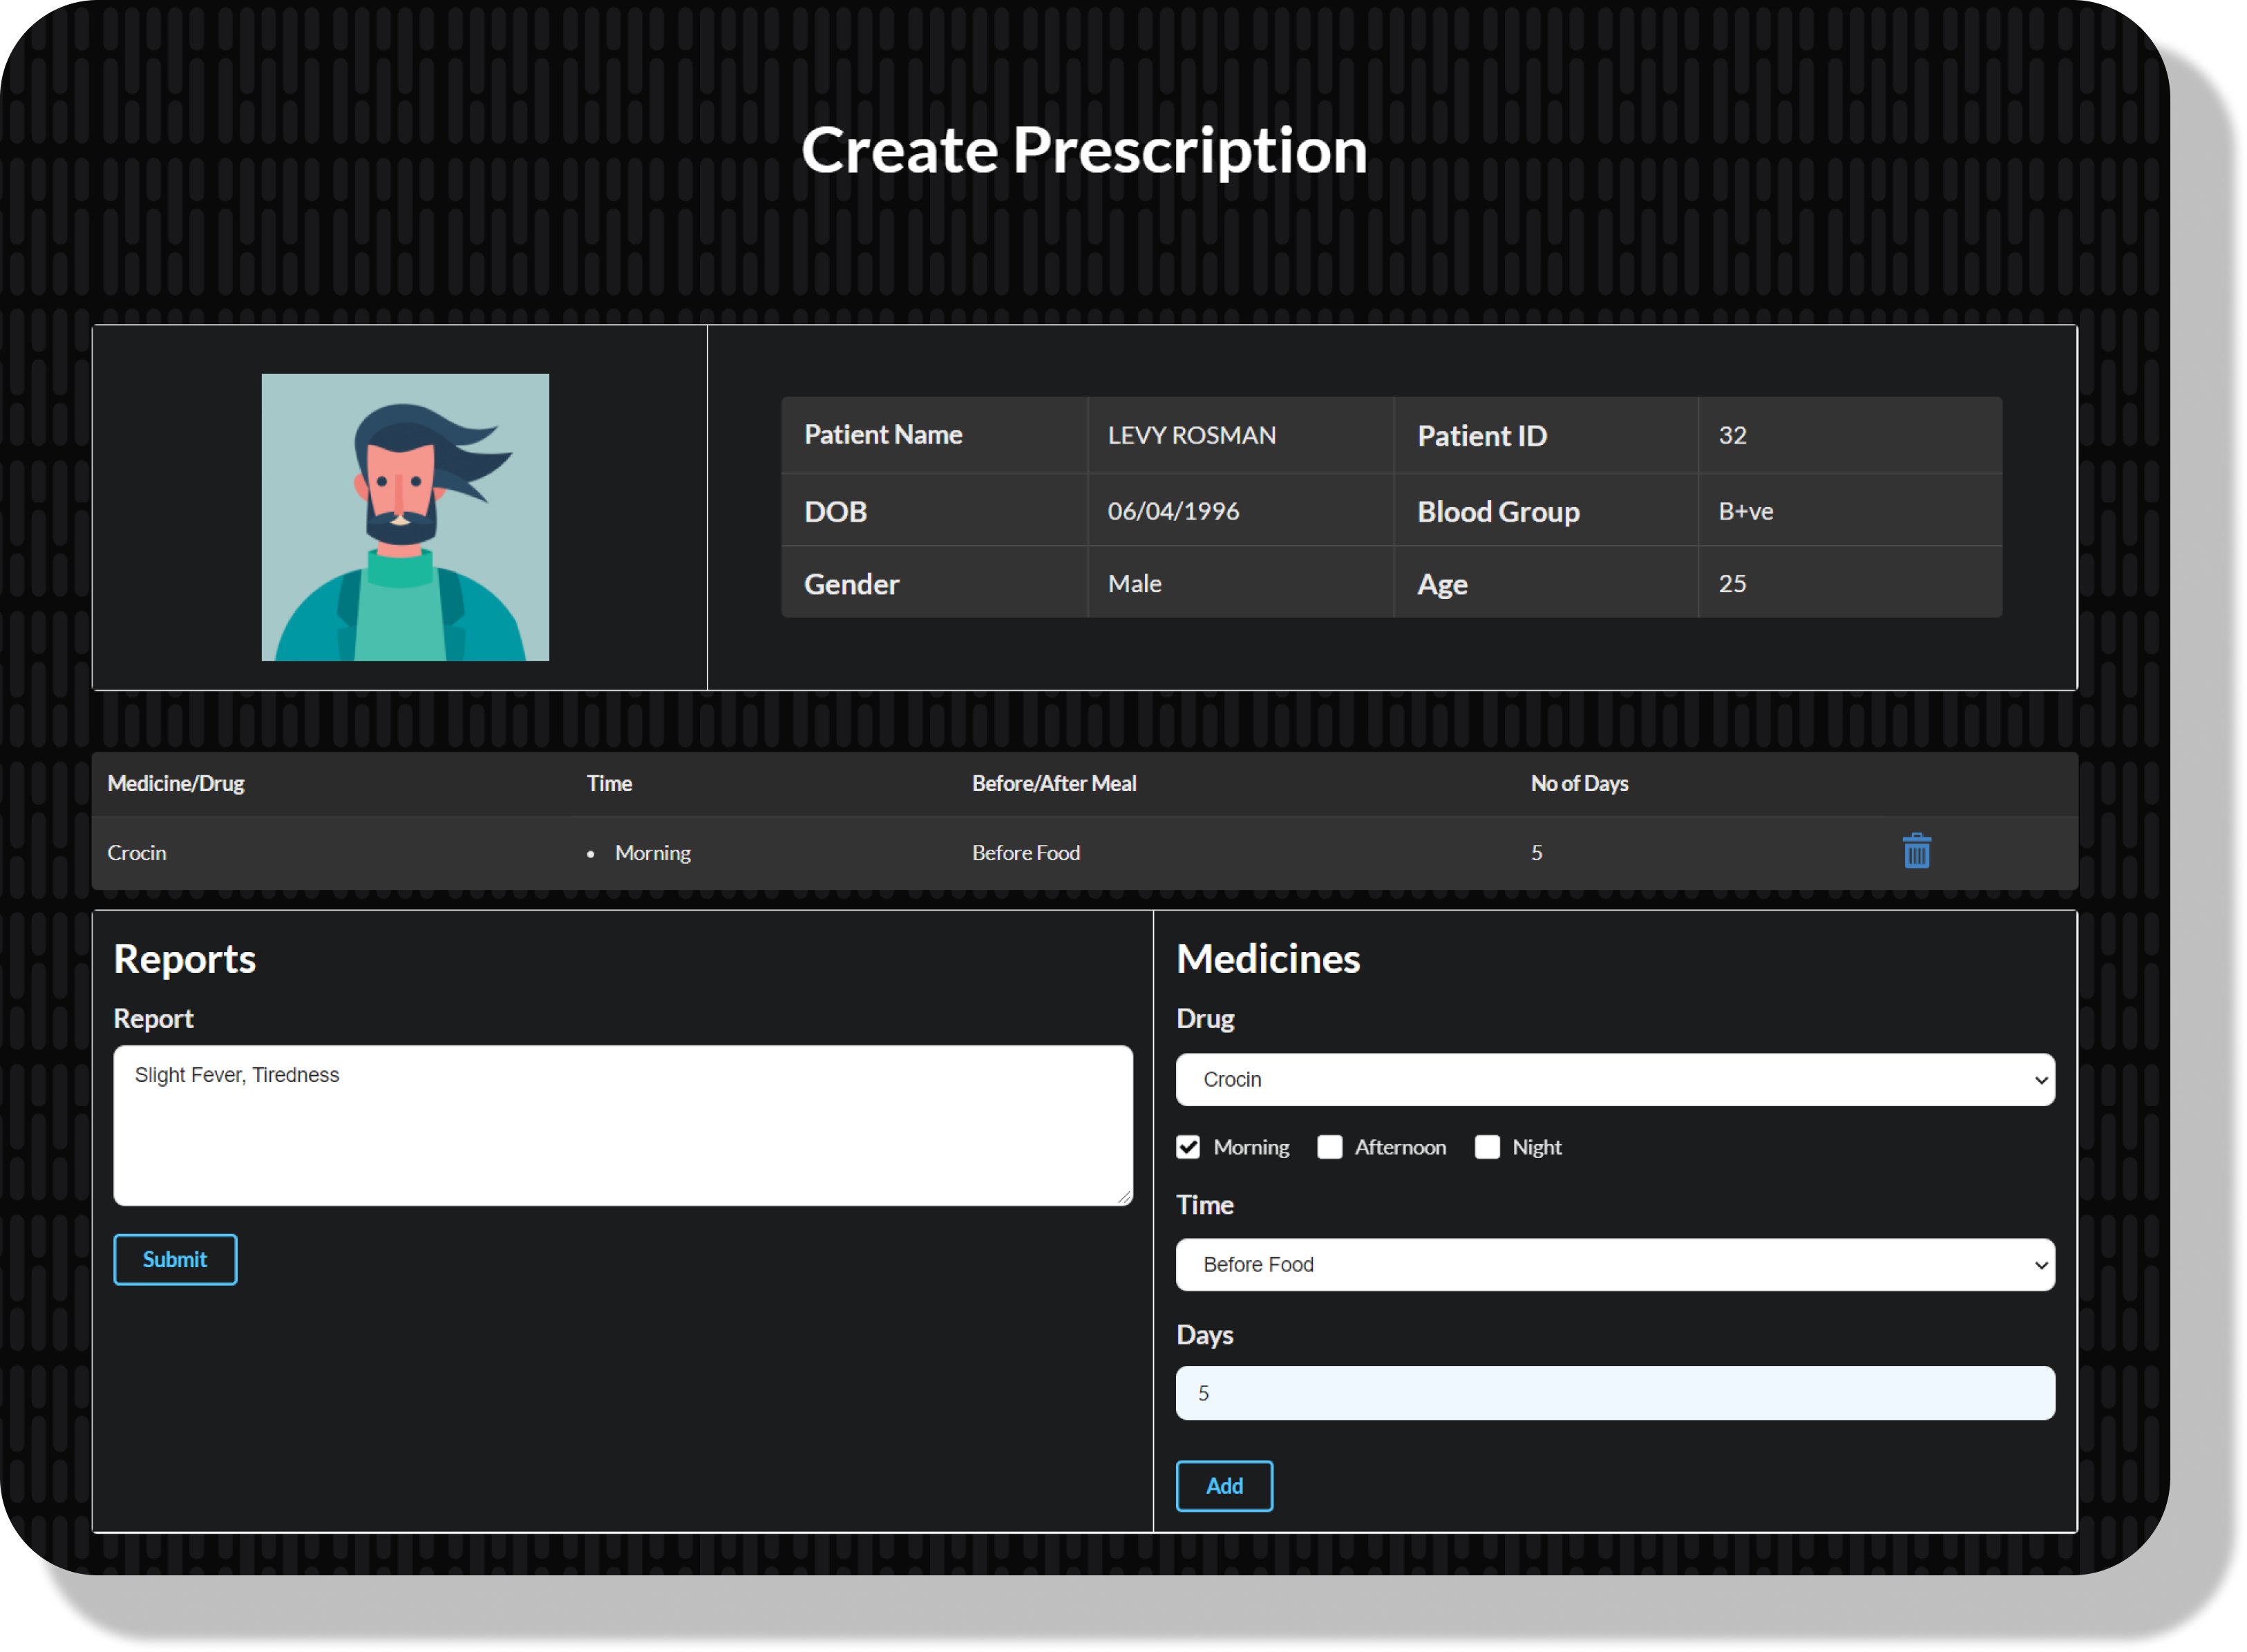 Create Prescription
Patient Name LEVY ROSMAN Patient ID 32
DOB 06/04/1996 Blood Group B+ve
Gender Male Age 25
Medicine/Drug Time Before/After Meal No of Days
Crocin • Morning Before Food 5
Reports
Report
Slight Fever, Tiredness
Submit
Medicines
Drug
Crocin
Morning Afternoon Night
Time
Before Food
Days
5
Add